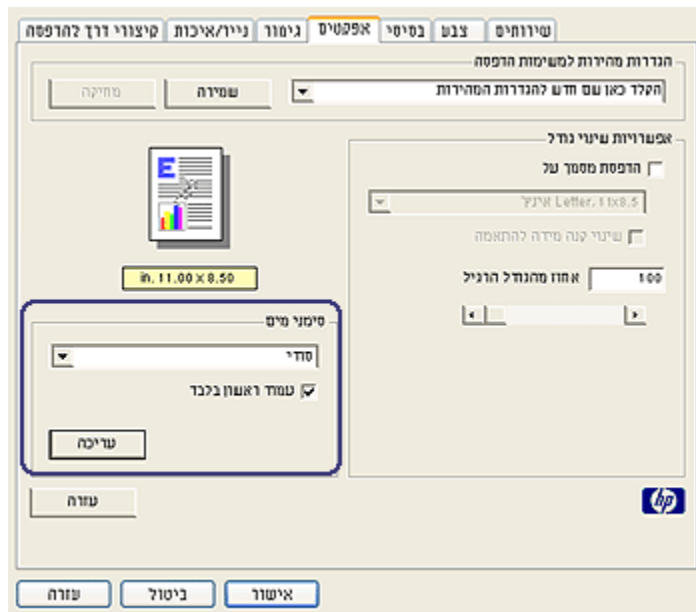 שירותים צבע בסיסי אפקטים גימור נייר/איכות קיצורי דרך להדפסה
הגדרות מהירות למשימות הדפסה
הקלד כאן שם חדש להגדרות המהירות
שמירה
מחיקה
אפשרויות שינוי גודל
הדפסת מסמך על
Letter, 11x8.5 אינץ'
שינוי קנה מידה להתאמה
100 אחוז מהגודל הרגיל
E
in. 11.00 X 8.50
סימני מים
סודי
עמוד ראשון בלבד
עריכה
עזרה
hp
אישור ביטול עזרה